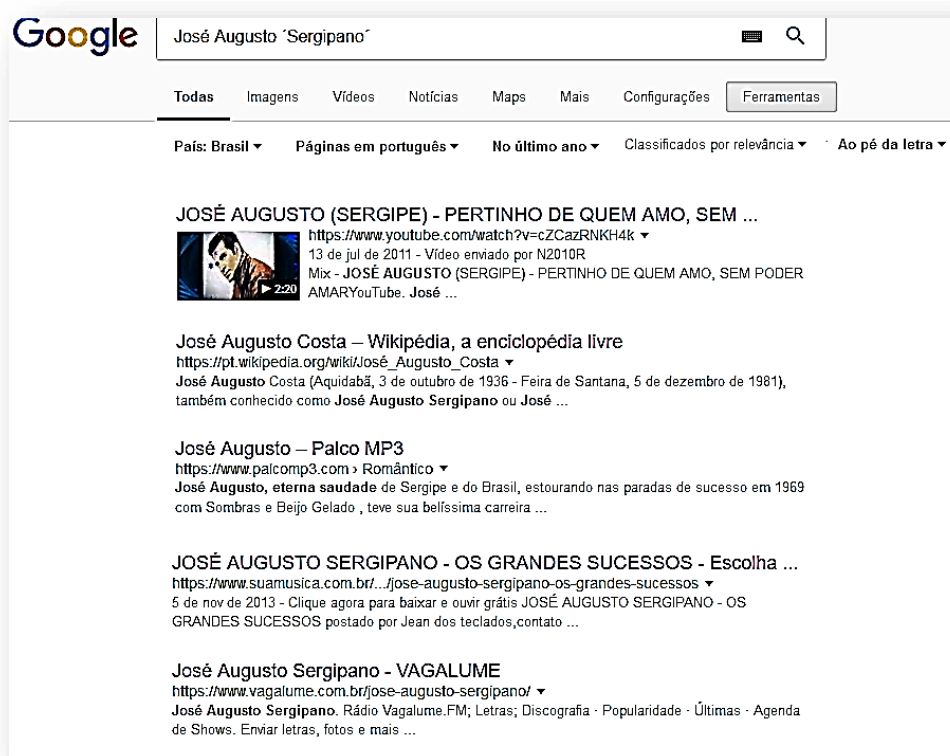 Google
José Augusto ´Sergipano´
Todas Imagens Vídeos Notícias Maps Mais Configurações Ferramentas
País: Brasil Páginas em português No último ano Classificados por relevância Ao pé da letra
JOSÉ AUGUSTO (SERGIPE) - PERTINHO DE QUEM AMO, SEM ...
https://www.youtube.com/watch?v=cZCazRNKH4k
13 de jul de 2011 - Vídeo enviado por N2010R
Mix - JOSÉ AUGUSTO (SERGIPE) - PERTINHO DE QUEM AMO, SEM PODER
2:20
AMARYouTube. José ...
José Augusto Costa – Wikipédia, a enciclopédia livre
https://pt.wikipedia.org/wiki/José_Augusto_Costa
José Augusto Costa (Aquidabã, 3 de outubro de 1936 - Feira de Santana, 5 de dezembro de 1981),
também conhecido como José Augusto Sergipano ou José ...
José Augusto – Palco MP3
https://www.palcomp3.com › Romântico
José Augusto, eterna saudade de Sergipe e do Brasil, estourando nas paradas de sucesso em 1969
com Sombras e Beijo Gelado , teve sua belíssima carreira ...
JOSÉ AUGUSTO SERGIPANO - OS GRANDES SUCESSOS - Escolha ...
https://www.suamusica.com.br/.../jose-augusto-sergipano-os-grandes-sucessos
5 de nov de 2013 - Clique agora para baixar e ouvir grátis JOSÉ AUGUSTO SERGIPANO - OS
GRANDES SUCESSOS postado por Jean dos teclados,contato ...
José Augusto Sergipano - VAGALUME
https://www.vagalume.com.br/jose-augusto-sergipano/
José Augusto Sergipano. Rádio Vagalume.FM; Letras; Discografia · Popularidade · Últimas · Agenda
de Shows. Enviar letras, fotos e mais ...